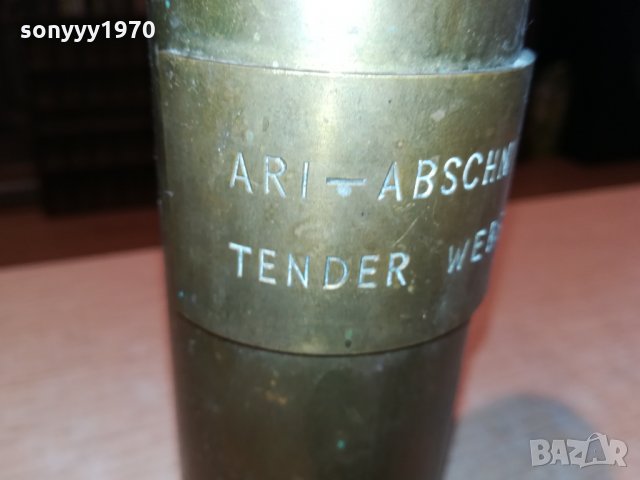 sonyyy1970
ARI-ABSCHN
TENDER WEB
BAZAR